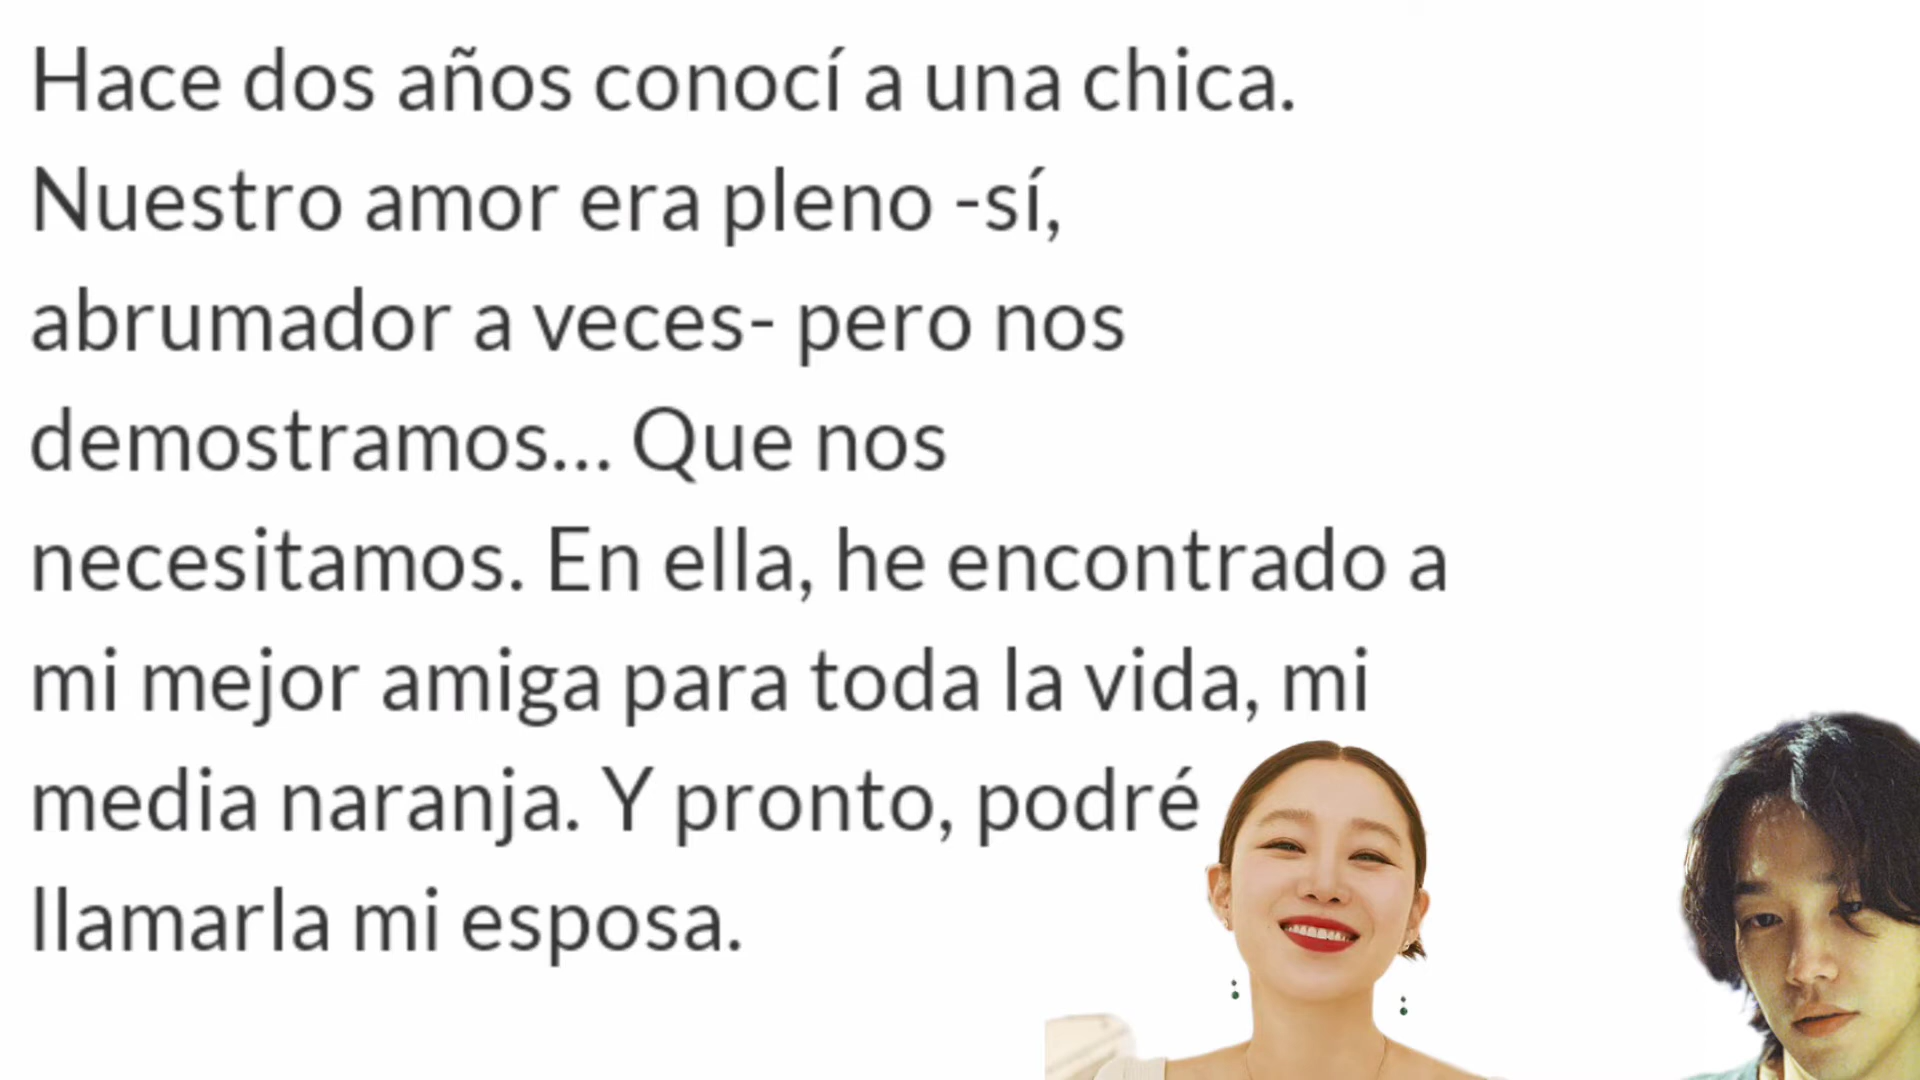 Hace dos años conocí a una chica.
Nuestro amor era pleno -sí,
abrumador a veces- pero nos
demostramos... Que nos
necesitamos. En ella, he encontrado a
mi mejor amiga para toda la vida, mi
media naranja. Y pronto, podré
llamarla mi esposa.